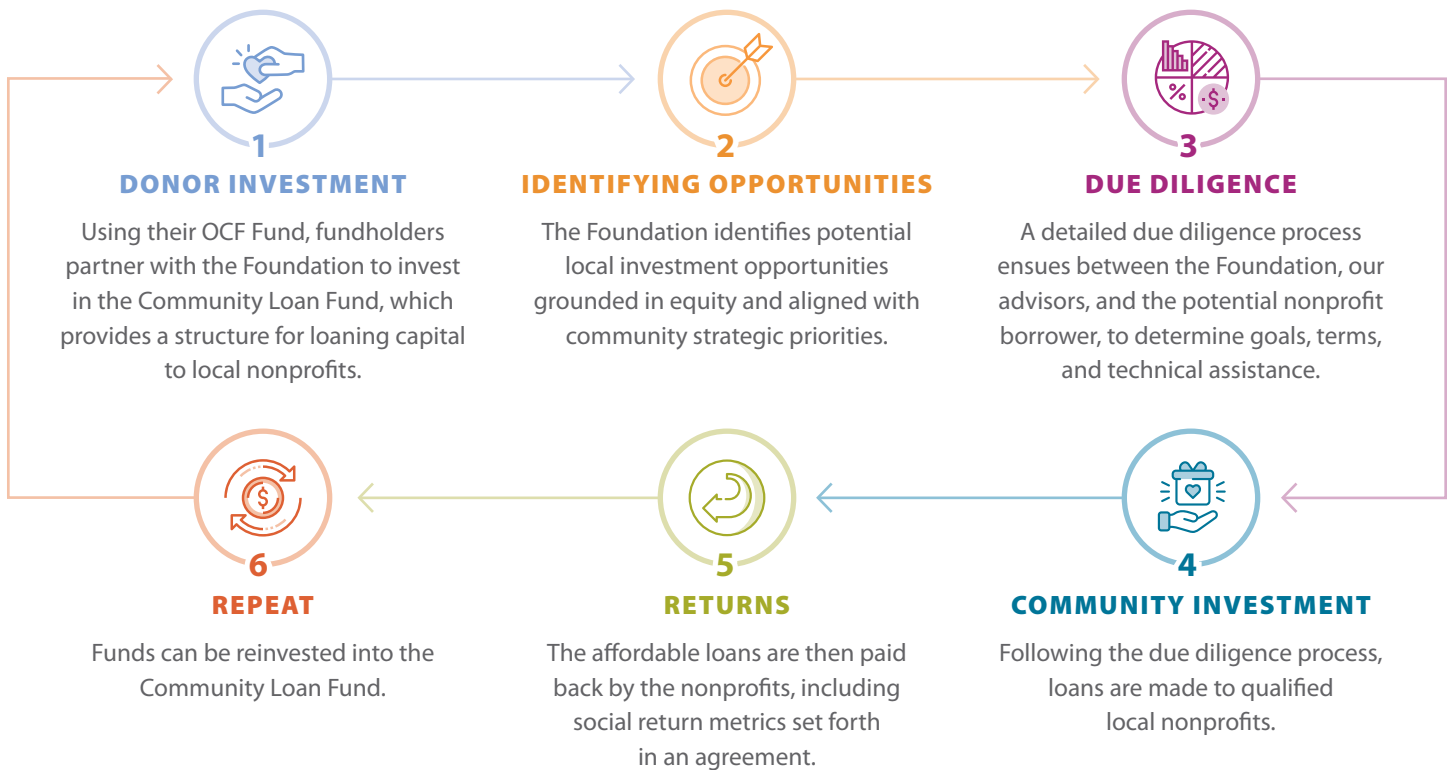 1
DONOR INVESTMENT
Using their OCF Fund, fundholders
partner with the Foundation to invest
in the Community Loan Fund, which
provides a structure for loaning capital
to local nonprofits.
2
IDENTIFYING OPPORTUNITIES
The Foundation identifies potential
local investment opportunities
grounded in equity and aligned with
community strategic priorities.
%
$
3
DUE DILIGENCE
A detailed due diligence process
ensues between the Foundation, our
advisors, and the potential nonprofit
borrower, to determine goals, terms,
and technical assistance.
4
COMMUNITY INVESTMENT
Following the due diligence process,
loans are made to qualified
local nonprofits.
5
RETURNS
The affordable loans are then paid
back by the nonprofits, including
social return metrics set forth
in an agreement.
$
6
REPEAT
Funds can be reinvested into the
Community Loan Fund.